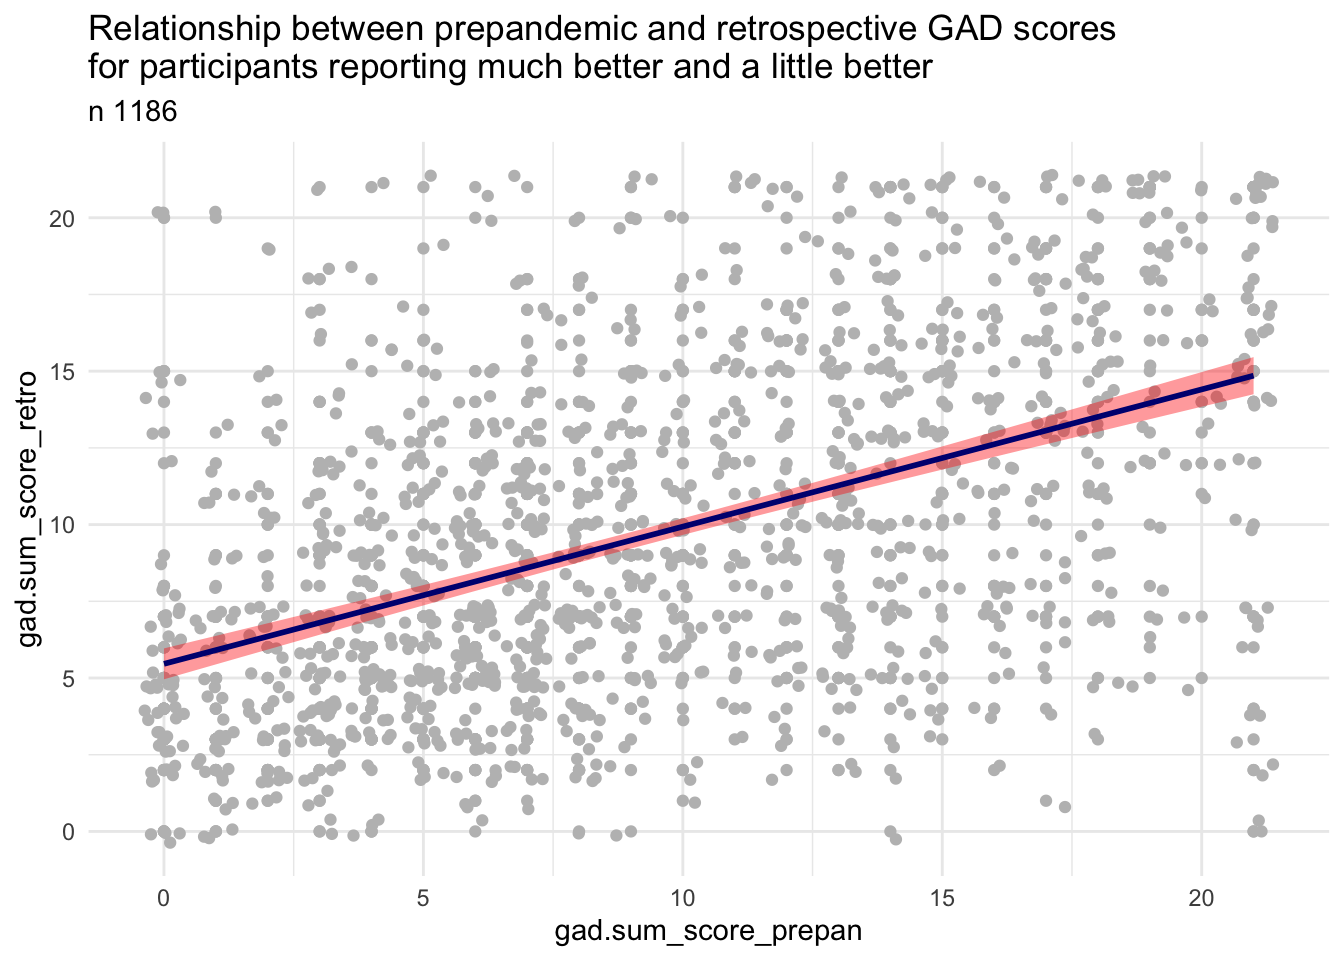 Relationship between prepandemic and retrospective GAD scores
for participants reporting much better and a little better
n 1186
20
15
10
5
0
gad.sum_score_retro
0 5 10 15 20
gad.sum_score_prepan